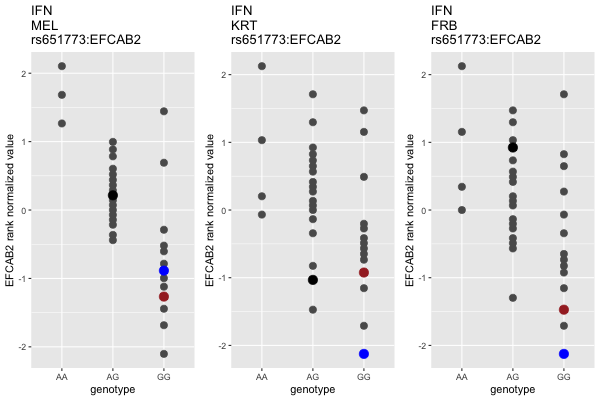 IFN
MEL
rs651773:EFCAB2
EFCAB2 rank normalized value
2
1
0
-1
-2
AA AG GG
genotype
IFN
KRT
rs651773:EFCAB2
EFCAB2 rank normalized value
2
1
0
-1
-2
AA AG GG
genotype
IFN
FRB
rs651773:EFCAB2
EFCAB2 rank normalized value
2
1
0
-1
-2
AA AG GG
genotype